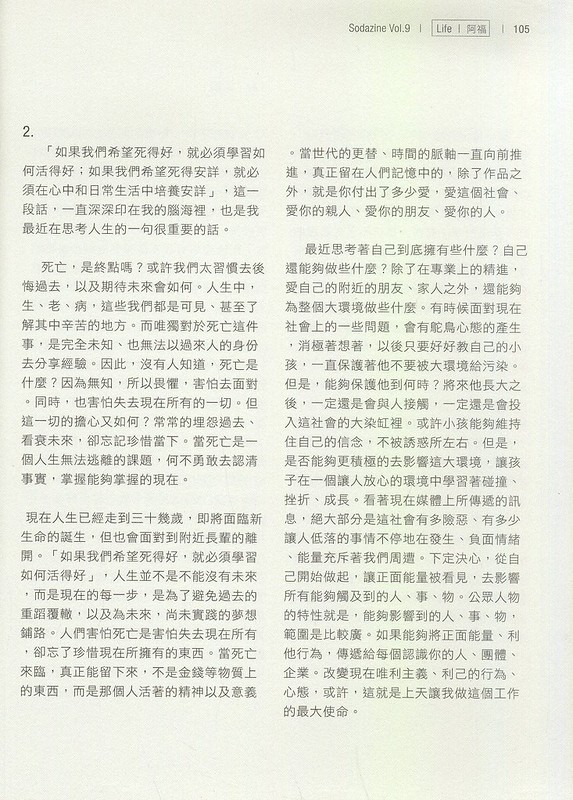 Sodazine Vol.9 | Life | 阿福 | 105
2.
「如果我們希望死得好，就必須學習如
何活得好；如果我們希望死得安詳，就必
須在心中和日常生活中培養安詳」，這一
段話，一直深深印在我的腦海裡，也是我
最近在思考人生的一句很重要的話。
死亡，是終點嗎？或許我們太習慣去後
悔過去，以及期待未來會如何。人生中，
生、老、病，這些我們都是可見、甚至了
解其中辛苦的地方。而唯獨對於死亡這件
事，是完全未知、也無法以過來人的身份
去分享經驗。因此，沒有人知道，死亡是
什麼？因為無知，所以畏懼，害怕去面對
。同時，也害怕失去現在所有的一切。但
這一切的擔心又如何？常常的埋怨過去、
看衰未來，卻忘記珍惜當下。當死亡是一
個人生無法逃離的課題，何不勇敢去認清
事實，掌握能夠掌握的現在。
現在人生已經走到三十幾歲，即將面臨新
生命的誕生，但也會面對到附近長輩的離
開。「如果我們希望死得好，就必須學習
如何活得好」，人生並不是不能沒有未來
，而是現在的每一步，是為了避免過去的
重蹈覆轍，以及為未來，尚未實踐的夢想
鋪路。人們害怕死亡是害怕失去現在所有
，卻忘了珍惜現在所擁有的東西。當死亡
來臨，真正能留下來，不是金錢等物質上
的東西，而是那個人活著的精神以及意義
。當世代的更替、時間的脈軸一直向前推
進，真正留在人們記憶中的，除了作品之
外，就是你付出了多少愛，愛這個社會、
愛你的親人、愛你的朋友、愛你的人。
最近思考著自己到底擁有些什麼？自己
還能夠做些什麼？除了在專業上的精進，
愛自己的附近的朋友、家人之外，還能夠
為整個大環境做些什麼。有時候面對現在
社會上的一些問題，會有鴕鳥心態的產生
，消極著想著，以後只要好好教自己的小
孩，一直保護著他不要被大環境給污染。
但是，能夠保護他到何時？將來他長大之
後，一定還是會與人接觸，一定還是會投
入這社會的大染缸裡。或許小孩能夠維持
住自己的信念，不被誘惑所左右。但是，
是否能夠更積極的去影響這大環境，讓孩
子在一個讓人放心的環境中學習著碰撞、
挫折、成長。看著現在媒體上所傳遞的訊
息，絕大部分是這社會有多險惡、有多少
讓人低落的事情不停地在發生、負面情緒
、能量充斥著我們周遭。下定決心，從自
己開始做起，讓正面能量被看見，去影響
所有能夠觸及到的人、事、物。公眾人物
的特性就是，能夠影響到的人、事、物，
範圍是比較廣。如果能夠將正面能量、利
他行為，傳遞給每個認識你的人、團體、
企業。改變現在唯利主義、利己的行為、
心態，或許，這就是上天讓我做這個工作
的最大使命。